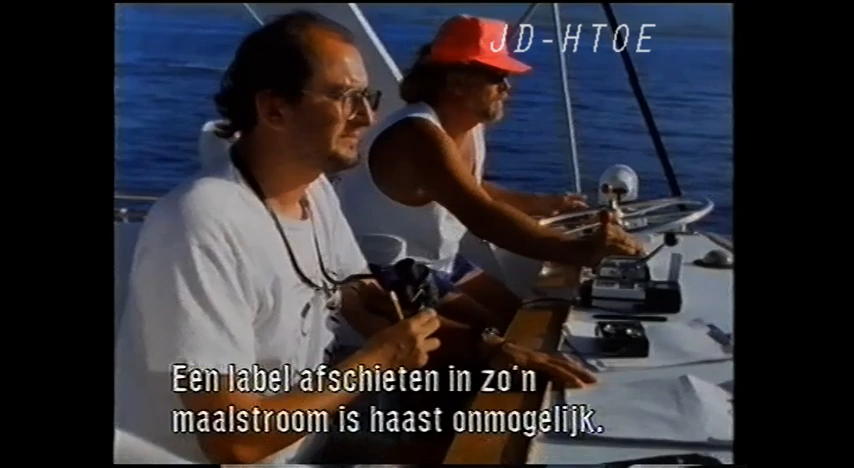 JD-HTOE
Een label afschieten in zo'n
maalstroom is haast onmogelijk.